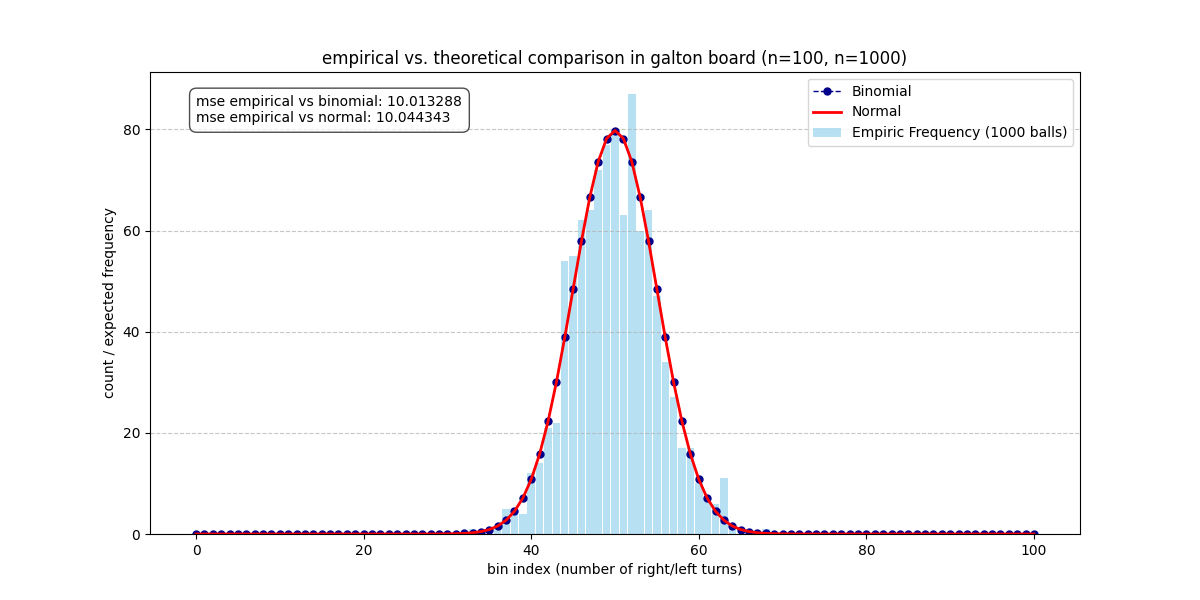 empirical vs. theoretical comparison in galton board (n=100, n=1000)
mse empirical vs binomial: 10.013288
mse empirical vs normal: 10.044343
Binomial
Normal
Empiric Frequency (1000 balls)
count / expected frequency
80
60
40
20
0
0 20 40 60 80 100
bin index (number of right/left turns)